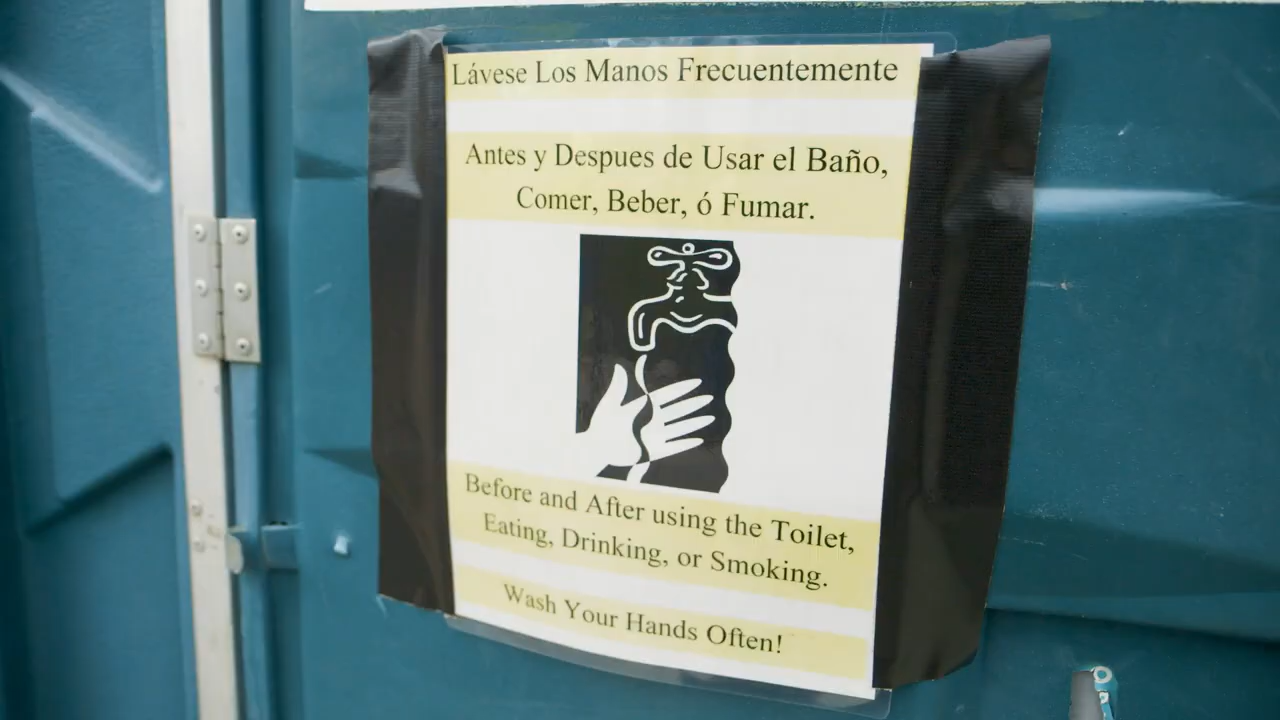 Lávese Los Manos Frecuentemente
Antes y Despues de Usar el Baño,
Comer, Beber, ó Fumar.
Before and After using the Toilet,
Eating, Drinking, or Smoking.
Wash Your Hands Often!